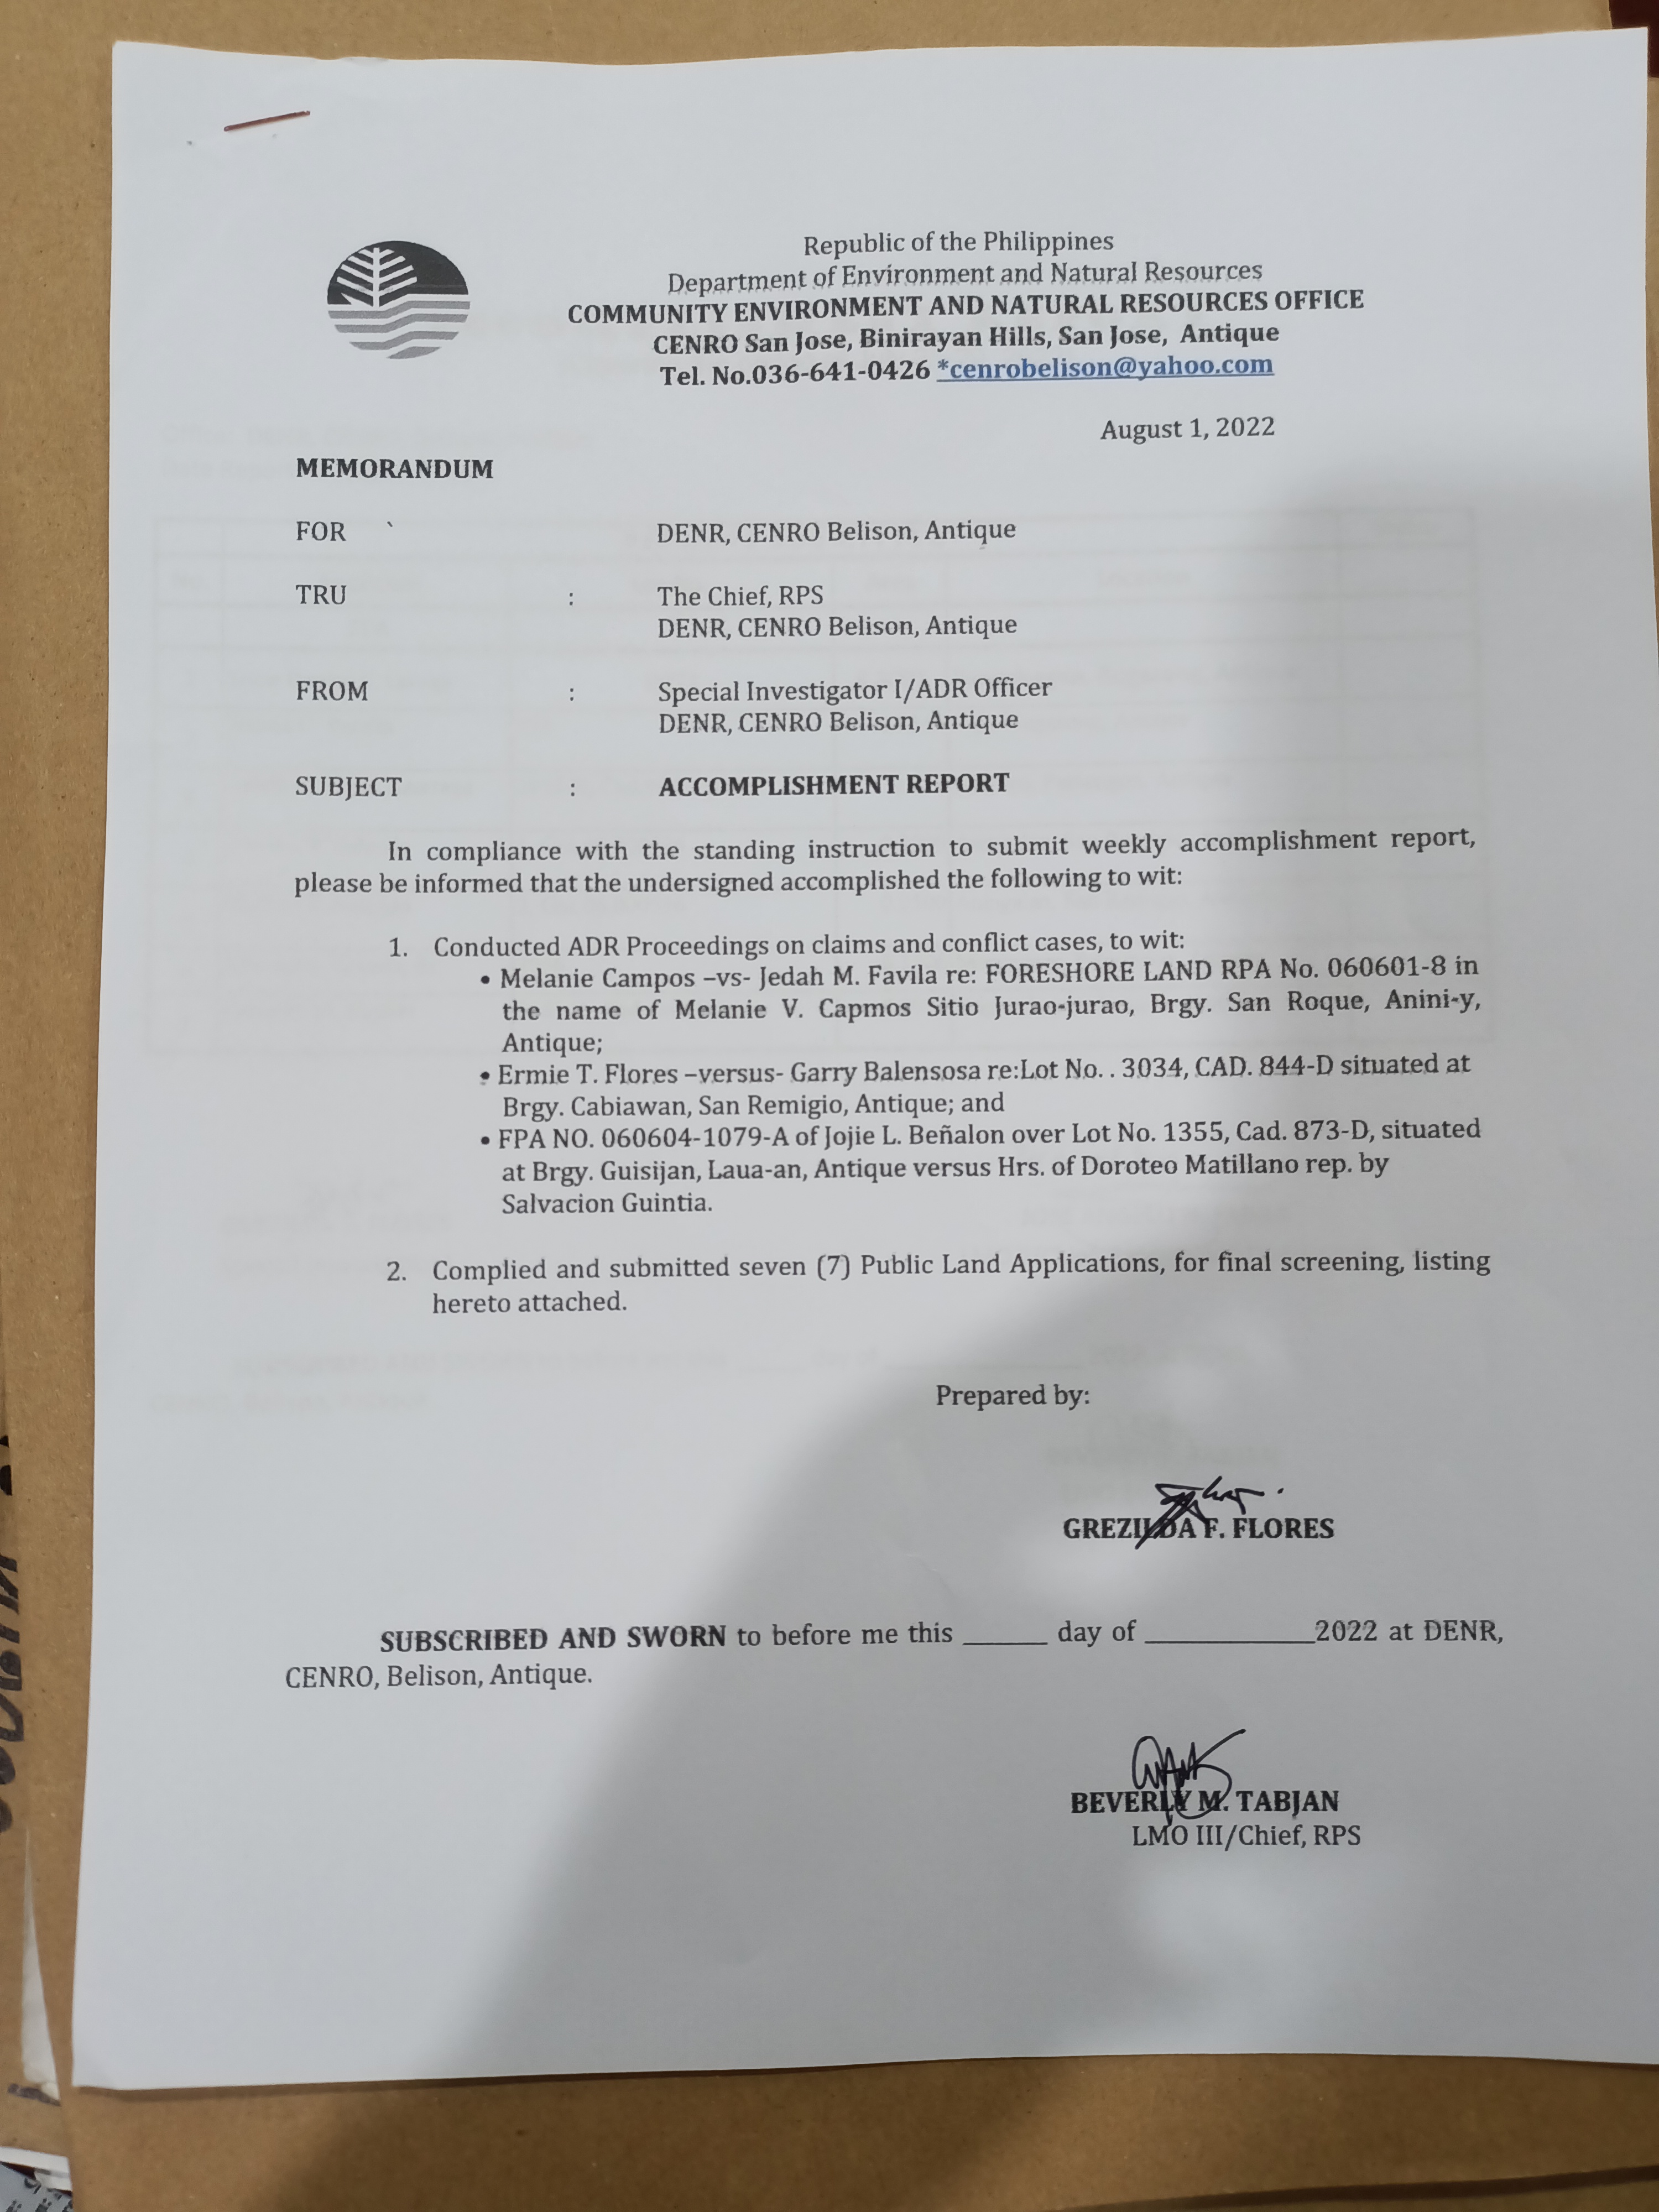 Republic of the Philippines
Department of Environment and Natural Resources
COMMUNITY ENVIRONMENT AND NATURAL RESOURCES OFFICE
CENRO San Jose, Binirayan Hills, San Jose, Antique
Tel. No.036-641-0426 *cenrobelison@yahoo.com
August 1, 2022
MEMORANDUM
FOR ` DENR, CENRO Belison, Antique
TRU : The Chief, RPS
DENR, CENRO Belison, Antique
FROM : Special Investigator I/ADR Officer
DENR, CENRO Belison, Antique
SUBJECT : ACCOMPLISHMENT REPORT
In compliance with the standing instruction to submit weekly accomplishment report,
please be informed that the undersigned accomplished the following to wit:
1. Conducted ADR Proceedings on claims and conflict cases, to wit:
• Melanie Campos –vs- Jedah M. Favila re: FORESHORE LAND RPA No. 060601-8 in
the name of Melanie V. Capmos Sitio Jurao-jurao, Brgy. San Roque, Anini-y,
Antique;
• Ermie T. Flores –versus- Garry Balensosa re:Lot No. . 3034, CAD. 844-D situated at
Brgy. Cabiawan, San Remigio, Antique; and
• FPA NO. 060604-1079-A of Jojie L. Beñalon over Lot No. 1355, Cad. 873-D, situated
at Brgy. Guisijan, Laua-an, Antique versus Hrs. of Doroteo Matillano rep. by
Salvacion Guintia.
2. Complied and submitted seven (7) Public Land Applications, for final screening, listing
hereto attached.
Prepared by:
GREZILDA F. FLORES
SUBSCRIBED AND SWORN to before me this ______ day of ____________2022 at DENR,
CENRO, Belison, Antique.
BEVERLY M. TABJAN
LMO III/Chief, RPS